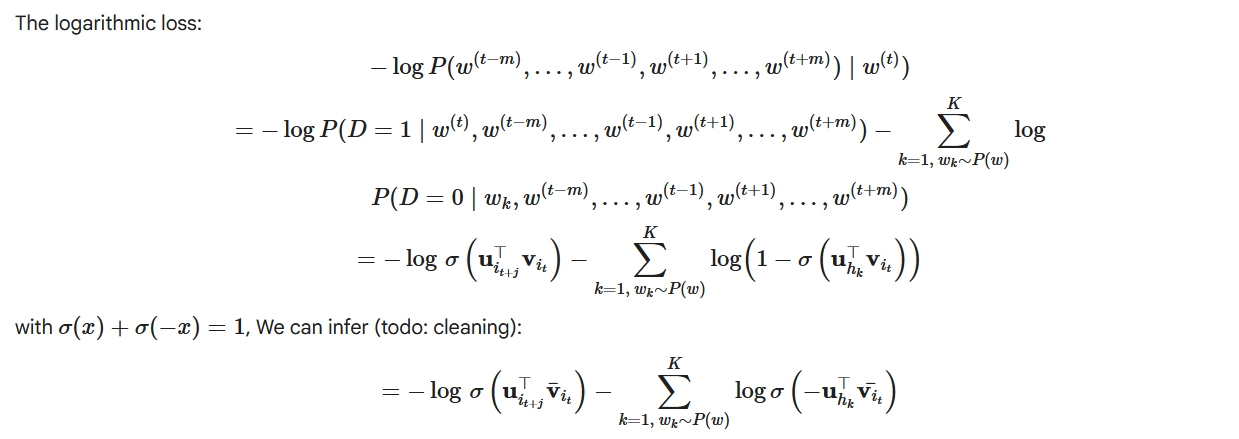 The logarithmic loss:
− log P(w^(t−m), . . . , w^(t−1), w^(t+1), . . . , w^(t+m)) | w^(t))
= − log P(D = 1 | w^(t), w^(t−m), . . . , w^(t−1), w^(t+1), . . . , w^(t+m)) − ∑_{k=1, w_k∼P(w)}^{K} log
P(D = 0 | w_k, w^(t−m), . . . , w^(t−1), w^(t+1), . . . , w^(t+m))
= − log σ (𝐮_{i_{t+j}}^⊤ 𝐯_{i_t}) − ∑_{k=1, w_k∼P(w)}^{K} log(1 − σ (𝐮_{h_k}^⊤ 𝐯_{i_t}))
with σ(x) + σ(−x) = 1, We can infer (todo: cleaning):
= − log σ (𝐮_{i_{t+j}}^⊤ 𝐯̄_{i_t}) − ∑_{k=1, w_k∼P(w)}^{K} log σ (−𝐮_{h_k}^⊤ \bar{𝐯_{i_t}})